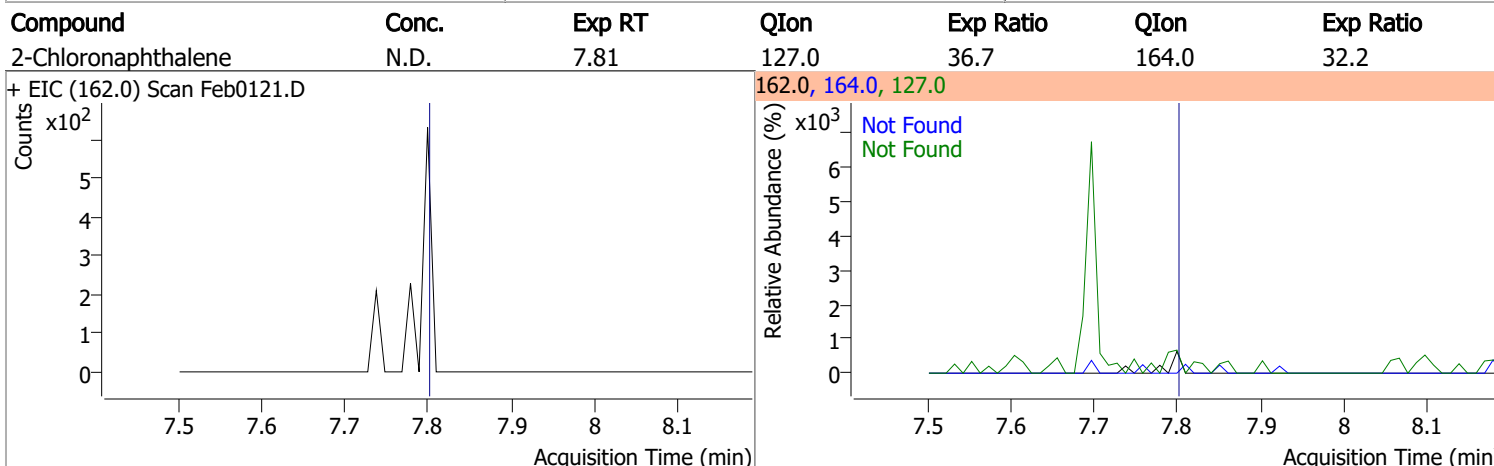 Compound Conc. Exp RT QIon Exp Ratio QIon Exp Ratio
2-Chloronaphthalene N.D. 7.81 127.0 36.7 164.0 32.2
+ EIC (162.0) Scan Feb0121.D
Counts
x10²
5
4
3
2
1
0
7.5 7.6 7.7 7.8 7.9 8 8.1
Acquisition Time (min)
162.0, 164.0, 127.0
Relative Abundance (%)
x10³
Not Found
Not Found
6
5
4
3
2
1
0
7.5 7.6 7.7 7.8 7.9 8 8.1
Acquisition Time (min)